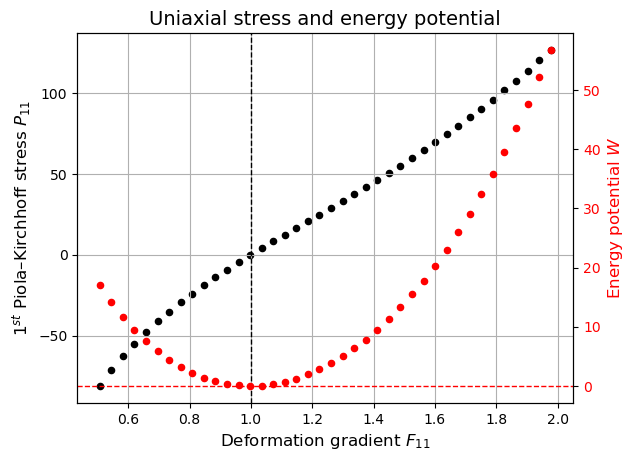 Uniaxial stress and energy potential
1st Piola–Kirchhoff stress P11
100
50
0
−50
Energy potential W
50
40
30
20
10
0
0.6 0.8 1.0 1.2 1.4 1.6 1.8 2.0
Deformation gradient F11